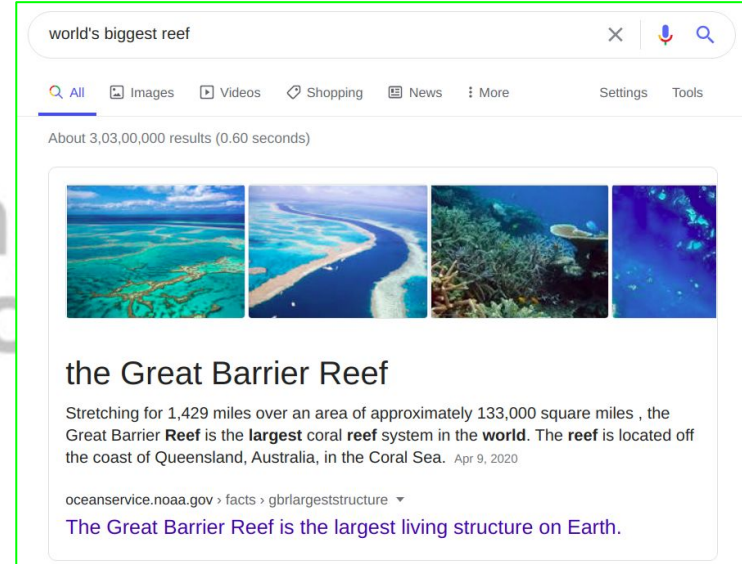 world's biggest reef
All Images Videos Shopping News More Settings Tools
About 3,03,00,000 results (0.60 seconds)
the Great Barrier Reef
Stretching for 1,429 miles over an area of approximately 133,000 square miles , the
Great Barrier Reef is the largest coral reef system in the world. The reef is located off
the coast of Queensland, Australia, in the Coral Sea. Apr 9, 2020
oceanservice.noaa.gov › facts › gbrlargeststructure
The Great Barrier Reef is the largest living structure on Earth.